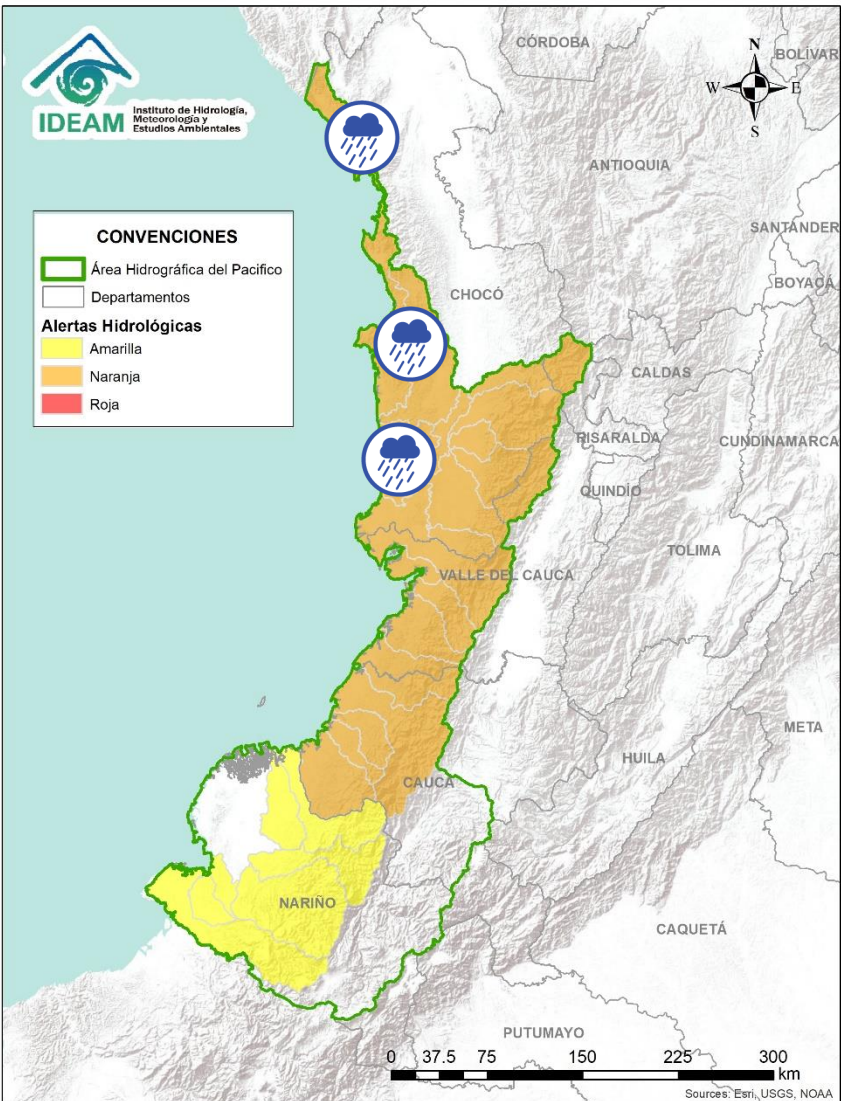 IDEAM
Instituto de Hidrología,
Meteorología y
Estudios Ambientales
N
W E
S
CÓRDOBA
BOLÍVAR
ANTIOQUIA
SANTANDER
BOYACÁ
CONVENCIONES
Área Hidrográfica del Pacifico
Departamentos
Alertas Hidrológicas
Amarilla
Naranja
Roja
CHOCÓ
CALDAS
RISARALDA
CUNDINAMARCA
QUINDÍO
TOLIMA
VALLE DEL CAUCA
META
HUILA
CAUCA
NARIÑO
CAQUETÁ
PUTUMAYO
0 37.5 75 150 225 300
km
Sources: Esri, USGS, NOAA